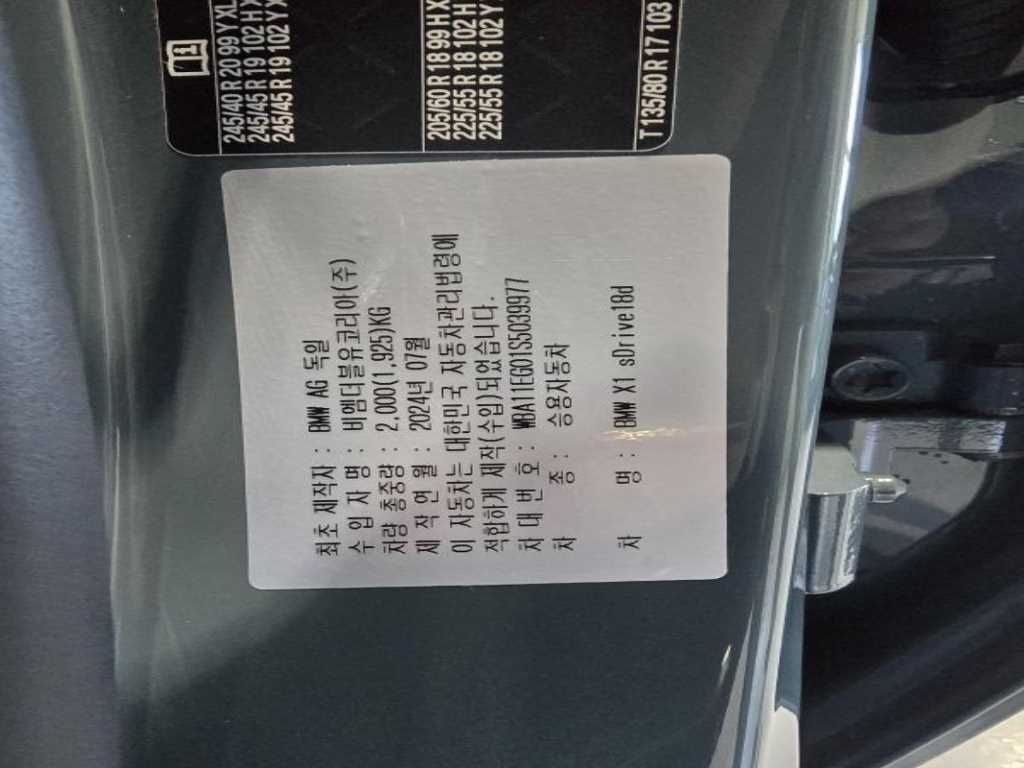 245/40 R 20 99 Y XL
245/45 R 19 102 H X
245/45 R 19 102 Y X
205/60 R 18 99 H X
225/55 R 18 102 H
225/55 R 18 102 Y
T 135/80 R 17 103
최초 제작자 : BMW AG 독일
수 입 자 명 : 비엠더블유코리아(주)
차량 총중량 : 2,000(1,925)KG
제 작 연 월 : 2024년 07월
이 자동차는 대한민국 자동차관리법령에
적합하게 제작(수입)되었습니다.
차 대 번 호 : WBA11EG01S5039977
차 종 : 승용자동차
차 명 : BMW X1 sDrive18d